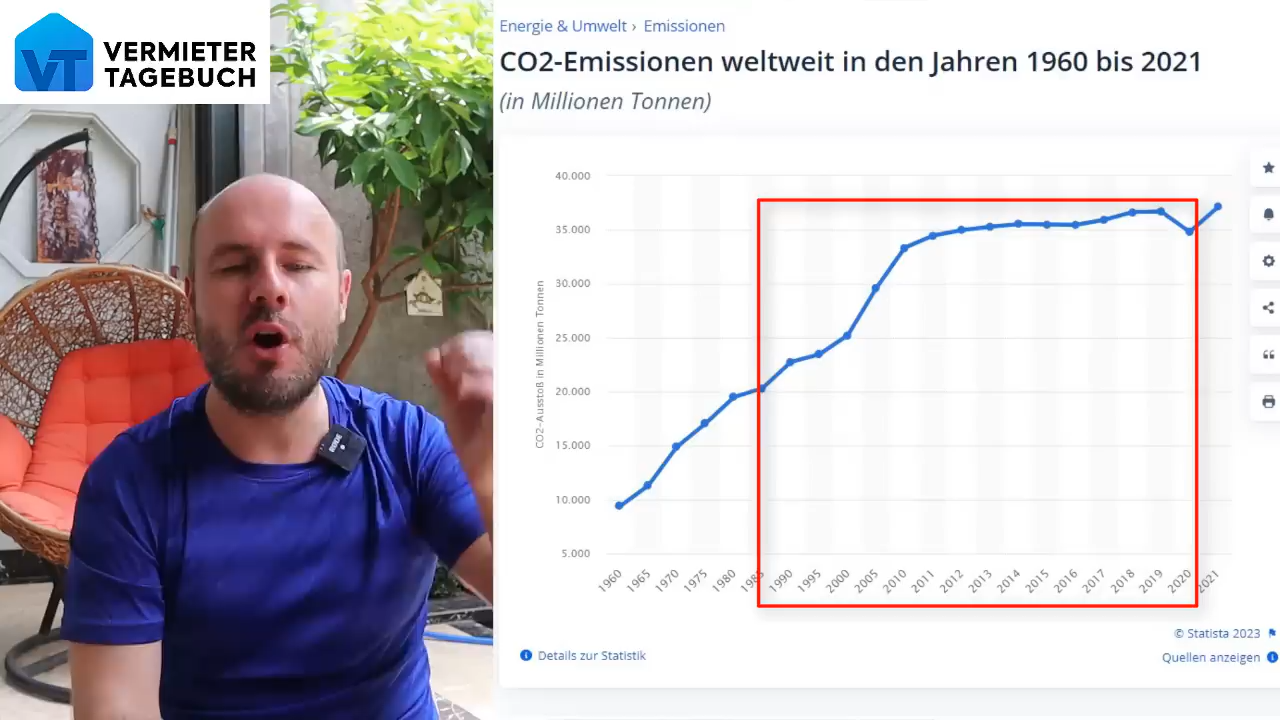 VT VERMIETER
TAGEBUCH
Energie & Umwelt › Emissionen
CO2-Emissionen weltweit in den Jahren 1960 bis 2021
(in Millionen Tonnen)
CO2-Ausstoß in Millionen Tonnen
40.000
35.000
30.000
25.000
20.000
15.000
10.000
5.000
1960 1965 1970 1975 1980 1985 1990 1995 2000 2005 2010 2011 2012 2013 2014 2015 2016 2017 2018 2019 2020 2021
© Statista 2023
Details zur Statistik
Quellen anzeigen